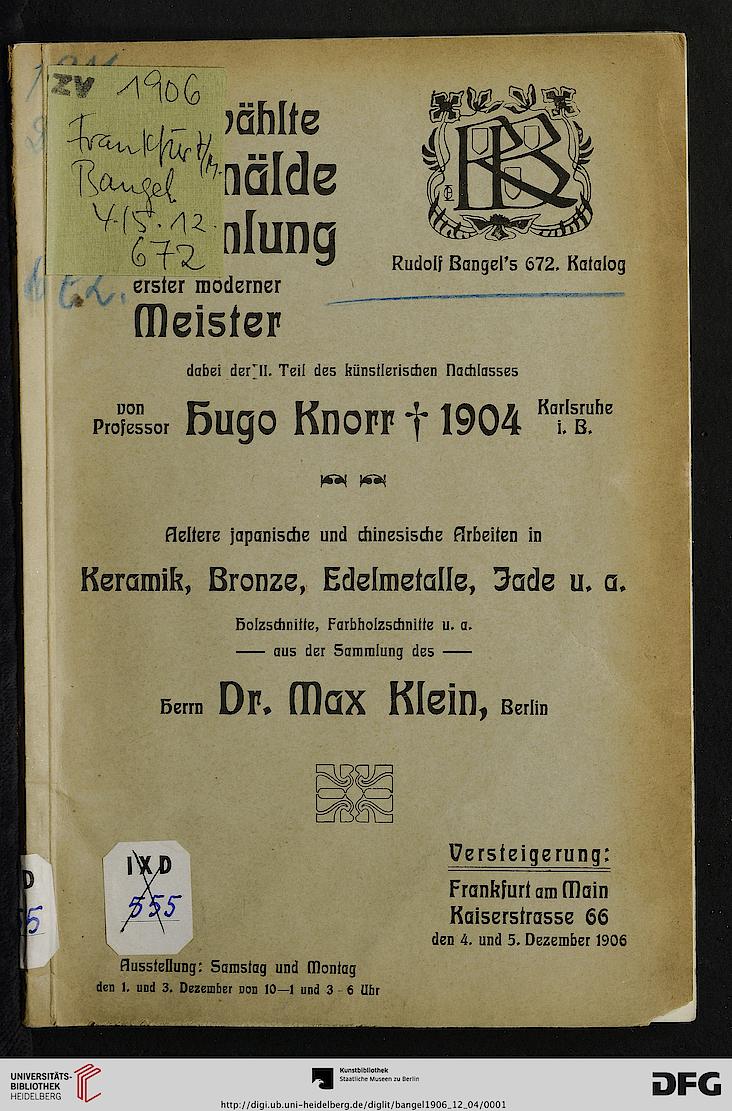 ZV 1906
Frankfurt/M.
Bangel
4./5.12.
672
wählte
mälde
mlung
erster moderner
Meister
Rudolf Bangel's 672. Katalog
dabei der II. Teil des künstlerischen Nachlasses
von Professor Hugo Knorr † 1904 Karlsruhe i. B.
Aeltere japanische und chinesische Arbeiten in
Keramik, Bronze, Edelmetalle, Jade u. a.
Holzschnitte, Farbholzschnitte u. a.
— aus der Sammlung des —
Herrn Dr. Max Klein, Berlin
Versteigerung:
Frankfurt am Main
Kaiserstrasse 66
den 4. und 5. Dezember 1906
IXD
555
D
5
Ausstellung: Samstag und Montag
den 1. und 3. Dezember von 10—1 und 3-6 Uhr
UNIVERSITÄTS-
BIBLIOTHEK
HEIDELBERG
Kunstbibliothek
Staatliche Museen zu Berlin
DFG
http://digi.ub.uni-heidelberg.de/diglit/bangel1906_12_04/0001